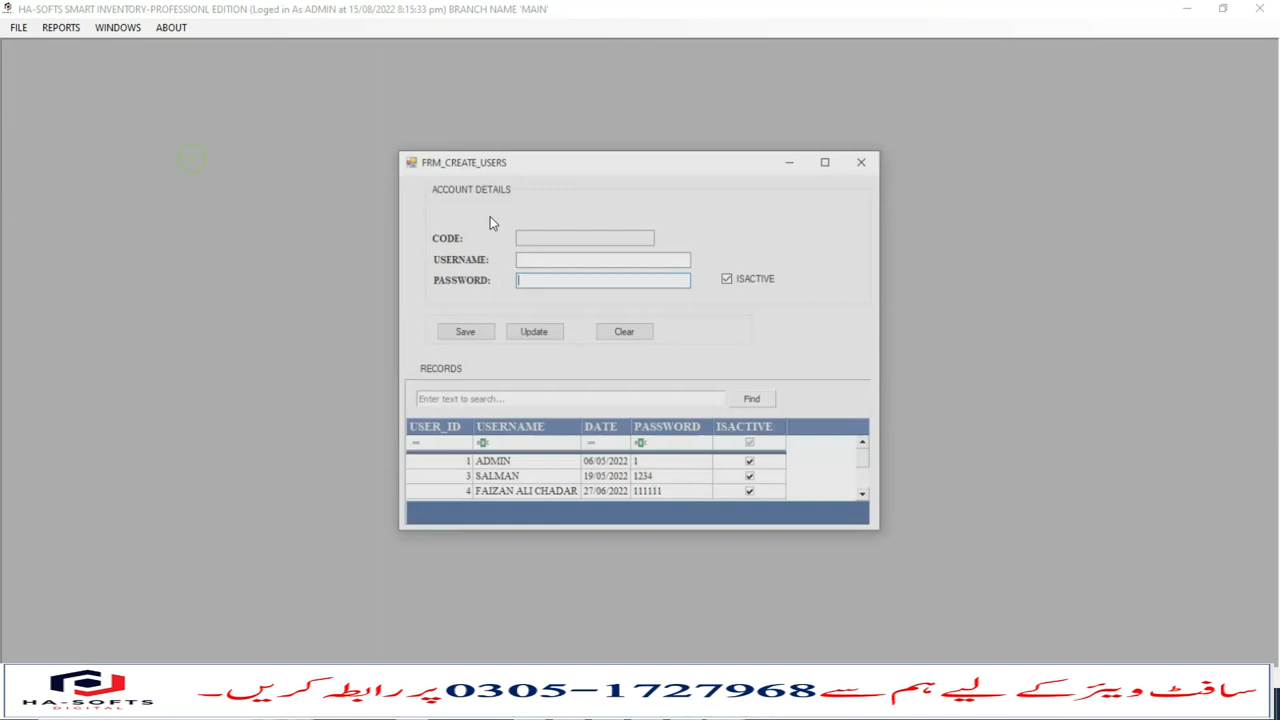 HA-SOFTS SMART INVENTORY-PROFESSIONL EDITION (Loged in As ADMIN at 15/08/2022 8:15:33 pm) BRANCH NAME 'MAIN'
FILE REPORTS WINDOWS ABOUT
FRM_CREATE_USERS
ACCOUNT DETAILS
CODE:
USERNAME:
PASSWORD: ISACTIVE
Save Update Clear
RECORDS
Enter text to search... Find
USER_ID USERNAME DATE PASSWORD ISACTIVE
1 ADMIN 06/05/2022 1
3 SALMAN 19/05/2022 1234
4 FAIZAN ALI CHADAR 27/06/2022 111111
سافٹ ویئر کے لیے ہم سے 0305-1727968 پر رابطہ کریں۔
HA-SOFTS
DIGITAL